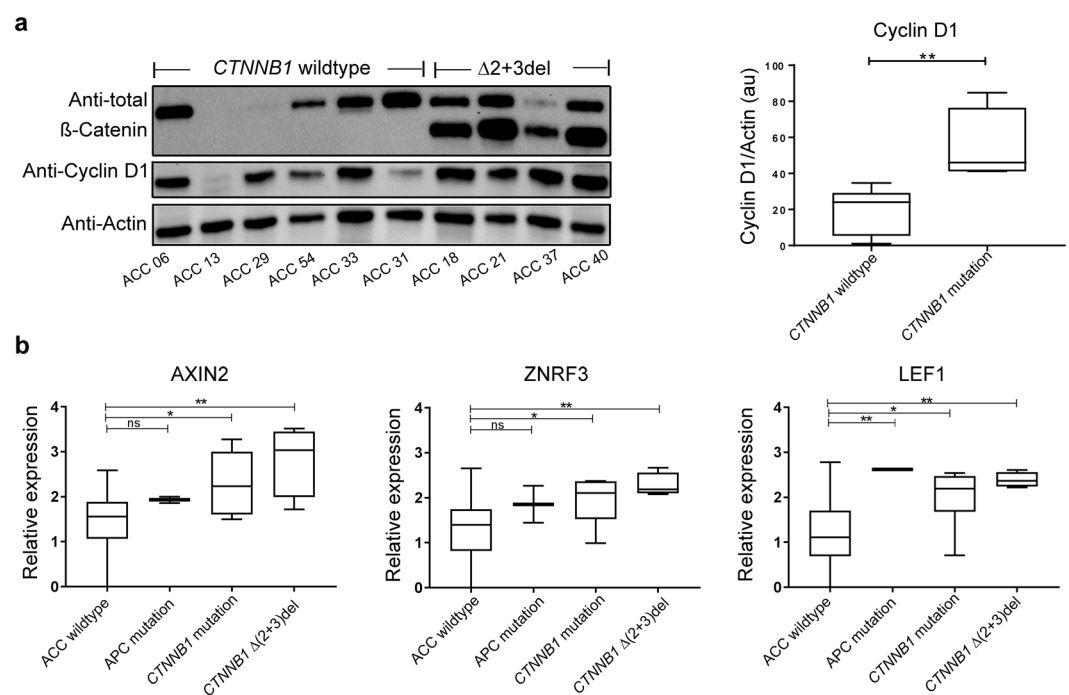 a
CTNNB1 wildtype
Δ2+3del
Anti-total
ß-Catenin
Anti-Cyclin D1
Anti-Actin
ACC 06
ACC 13
ACC 29
ACC 54
ACC 33
ACC 31
ACC 18
ACC 21
ACC 37
ACC 40
Cyclin D1
**
Cyclin D1/Actin (au)
100
80
60
40
20
0
CTNNB1 wildtype
CTNNB1 mutation
b
AXIN2
**
*
ns
Relative expression
4
3
2
1
0
ACC wildtype
APC mutation
CTNNB1 mutation
CTNNB1 Δ(2+3)del
ZNRF3
**
*
ns
Relative expression
4
3
2
1
0
ACC wildtype
APC mutation
CTNNB1 mutation
CTNNB1 Δ(2+3)del
LEF1
**
*
**
Relative expression
4
3
2
1
0
ACC wildtype
APC mutation
CTNNB1 mutation
CTNNB1 Δ(2+3)del